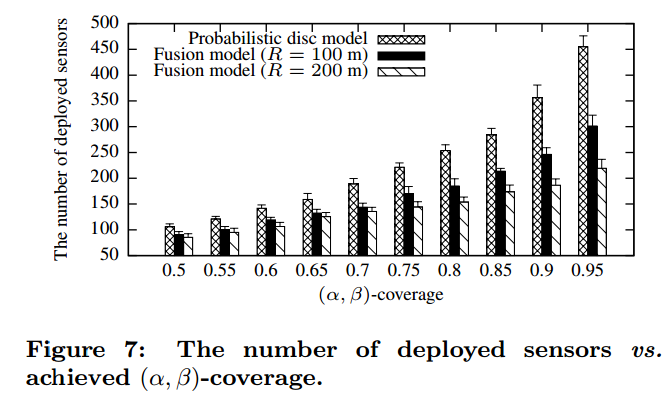 500
450
400
350
300
250
200
150
100
50
The number of deployed sensors
Probabilistic disc model
Fusion model (R = 100 m)
Fusion model (R = 200 m)
0.5 0.55 0.6 0.65 0.7 0.75 0.8 0.85 0.9 0.95
(α, β)-coverage
Figure 7: The number of deployed sensors vs.
achieved (α, β)-coverage.